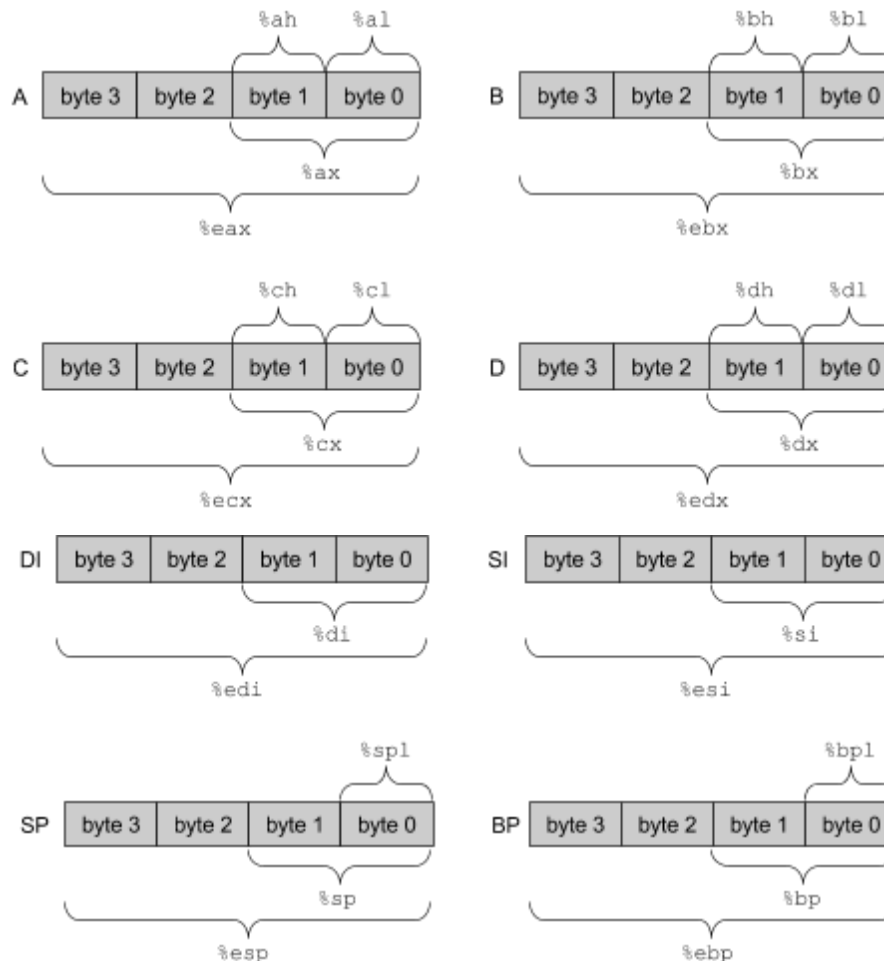 %ah %al %bh %bl
A byte 3 byte 2 byte 1 byte 0 B byte 3 byte 2 byte 1 byte 0
%ax %bx
%eax %ebx
%ch %cl %dh %dl
C byte 3 byte 2 byte 1 byte 0 D byte 3 byte 2 byte 1 byte 0
%cx %dx
%ecx %edx
DI byte 3 byte 2 byte 1 byte 0 SI byte 3 byte 2 byte 1 byte 0
%di %si
%edi %esi
%spl %bpl
SP byte 3 byte 2 byte 1 byte 0 BP byte 3 byte 2 byte 1 byte 0
%sp %bp
%esp %ebp